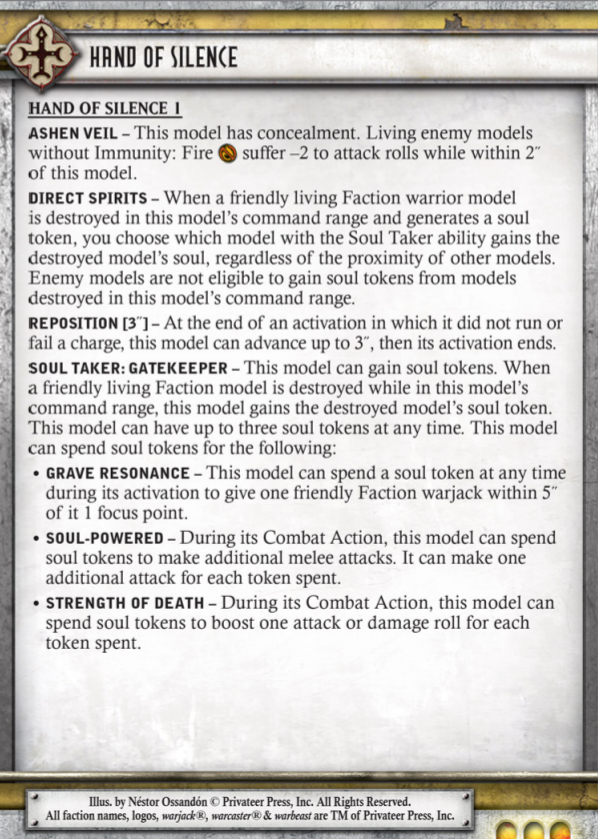 HAND OF SILENCE
HAND OF SILENCE 1
ASHEN VEIL – This model has concealment. Living enemy models
without Immunity: Fire suffer –2 to attack rolls while within 2˝
of this model.
DIRECT SPIRITS – When a friendly living Faction warrior model
is destroyed in this model's command range and generates a soul
token, you choose which model with the Soul Taker ability gains the
destroyed model's soul, regardless of the proximity of other models.
Enemy models are not eligible to gain soul tokens from models
destroyed in this model's command range.
REPOSITION [3˝] – At the end of an activation in which it did not run or
fail a charge, this model can advance up to 3˝, then its activation ends.
SOUL TAKER: GATEKEEPER – This model can gain soul tokens. When
a friendly living Faction model is destroyed while in this model's
command range, this model gains the destroyed model's soul token.
This model can have up to three soul tokens at any time. This model
can spend soul tokens for the following:
• GRAVE RESONANCE – This model can spend a soul token at any time
during its activation to give one friendly Faction warjack within 5˝
of it 1 focus point.
• SOUL-POWERED – During its Combat Action, this model can spend
soul tokens to make additional melee attacks. It can make one
additional attack for each token spent.
• STRENGTH OF DEATH – During its Combat Action, this model can
spend soul tokens to boost one attack or damage roll for each
token spent.
Illus. by Néstor Ossandón © Privateer Press, Inc. All Rights Reserved.
All faction names, logos, warjack®, warcaster® & warbeast are TM of Privateer Press, Inc.